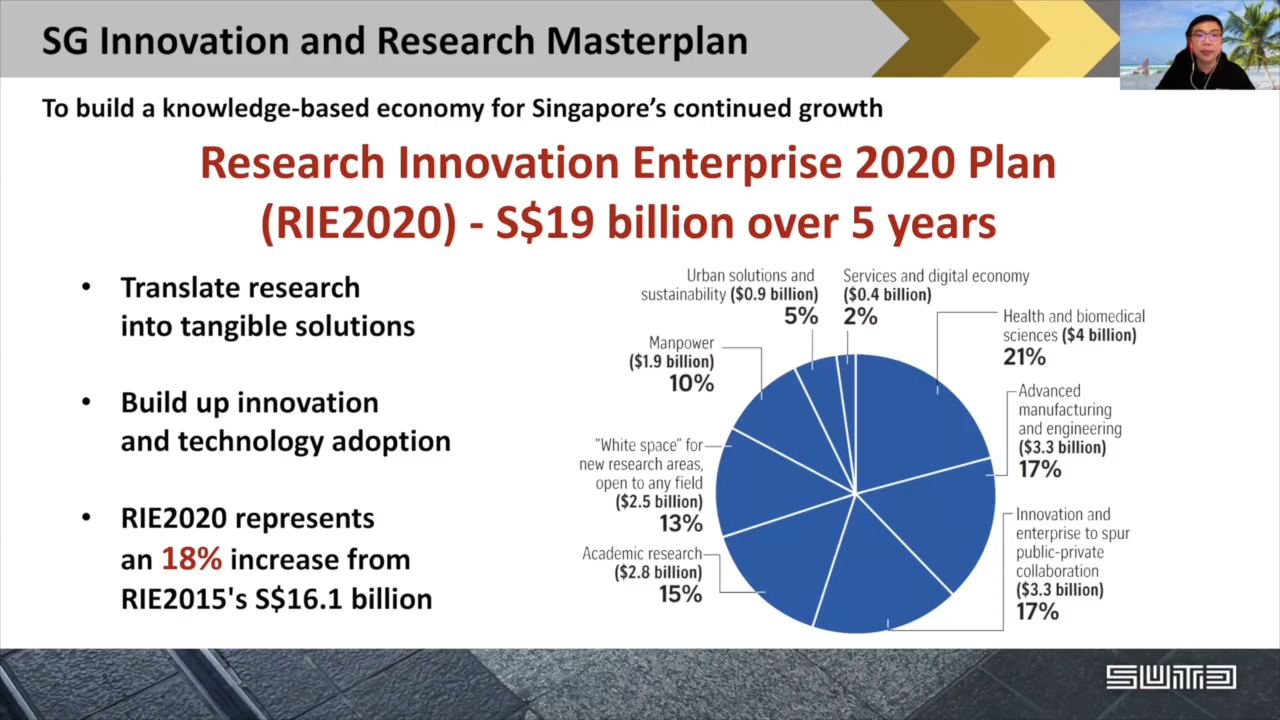 SG Innovation and Research Masterplan
To build a knowledge-based economy for Singapore’s continued growth
Research Innovation Enterprise 2020 Plan
(RIE2020) - S$19 billion over 5 years
• Translate research
into tangible solutions
• Build up innovation
and technology adoption
• RIE2020 represents
an 18% increase from
RIE2015's S$16.1 billion
Urban solutions and
sustainability ($0.9 billion)
5%
Services and digital economy
($0.4 billion)
2%
Health and biomedical
sciences ($4 billion)
21%
Manpower
($1.9 billion)
10%
Advanced
manufacturing
and engineering
($3.3 billion)
17%
“White space” for
new research areas,
open to any field
($2.5 billion)
13%
Innovation and
enterprise to spur
public-private
collaboration
($3.3 billion)
17%
Academic research
($2.8 billion)
15%
SUTD